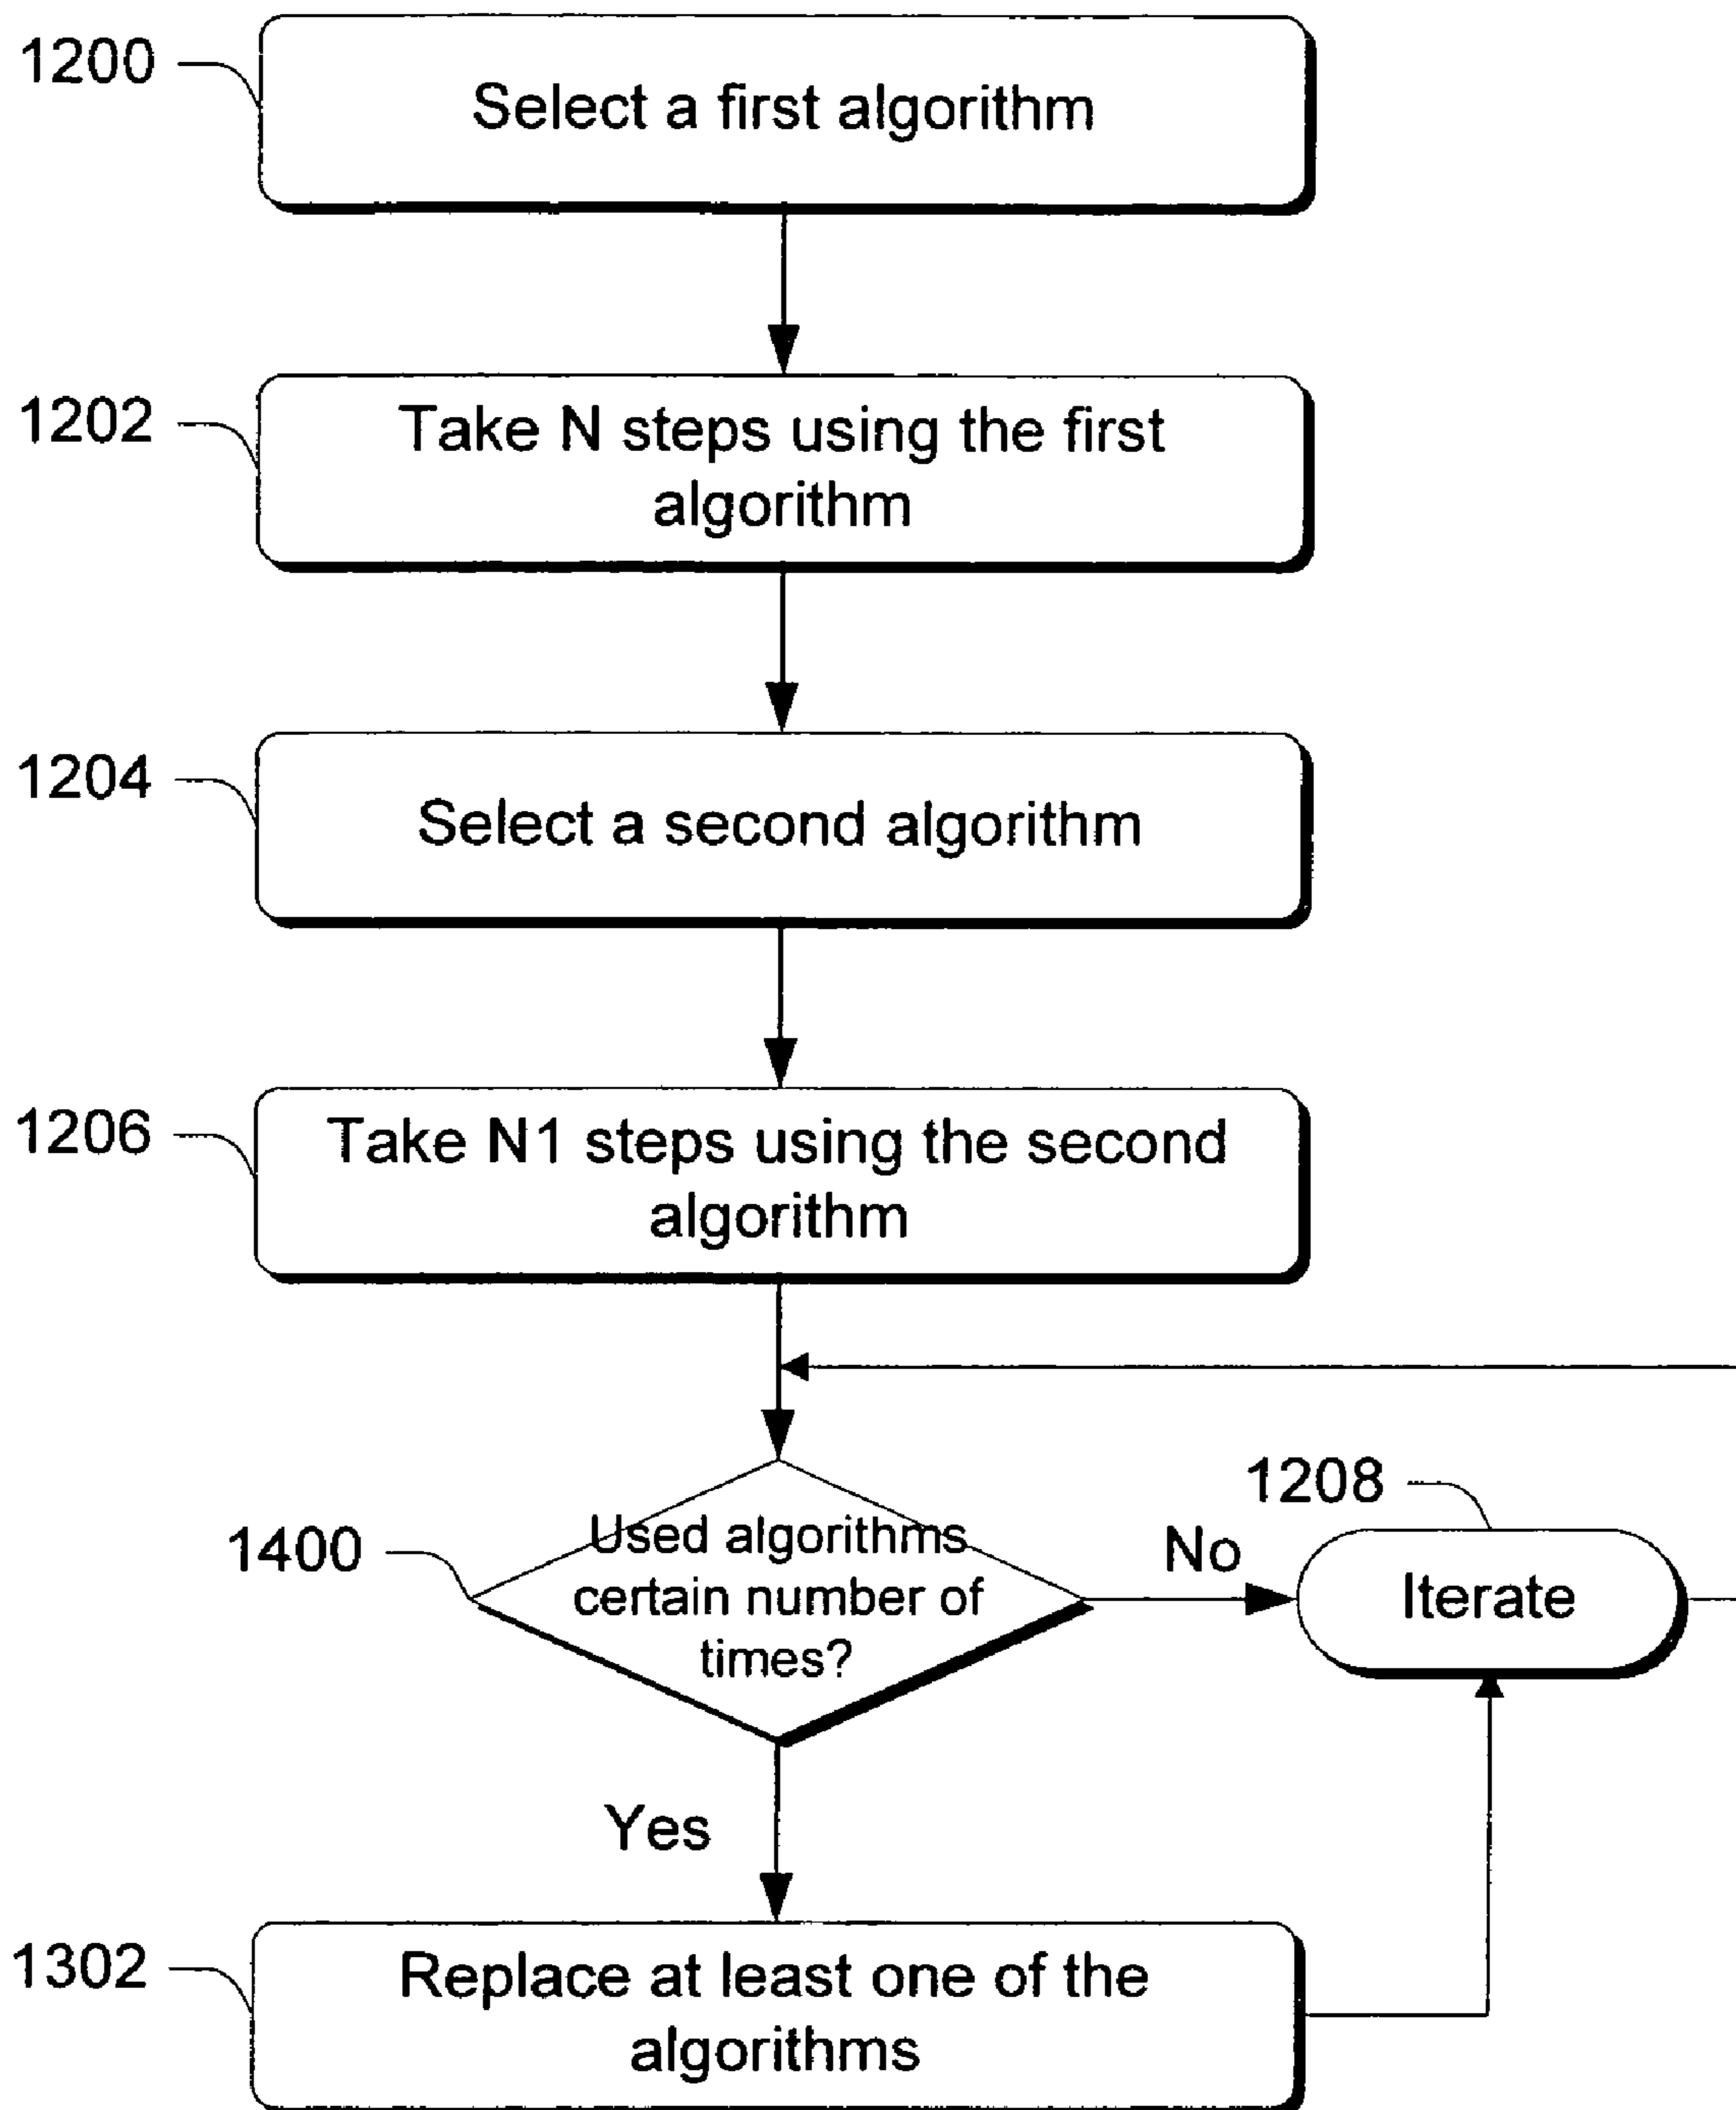 1200
Select a first algorithm
1202
Take N steps using the first
algorithm
1204
Select a second algorithm
1206
Take N1 steps using the second
algorithm
1400
Used algorithms
certain number of
times?
No
1208
Iterate
Yes
1302
Replace at least one of the
algorithms